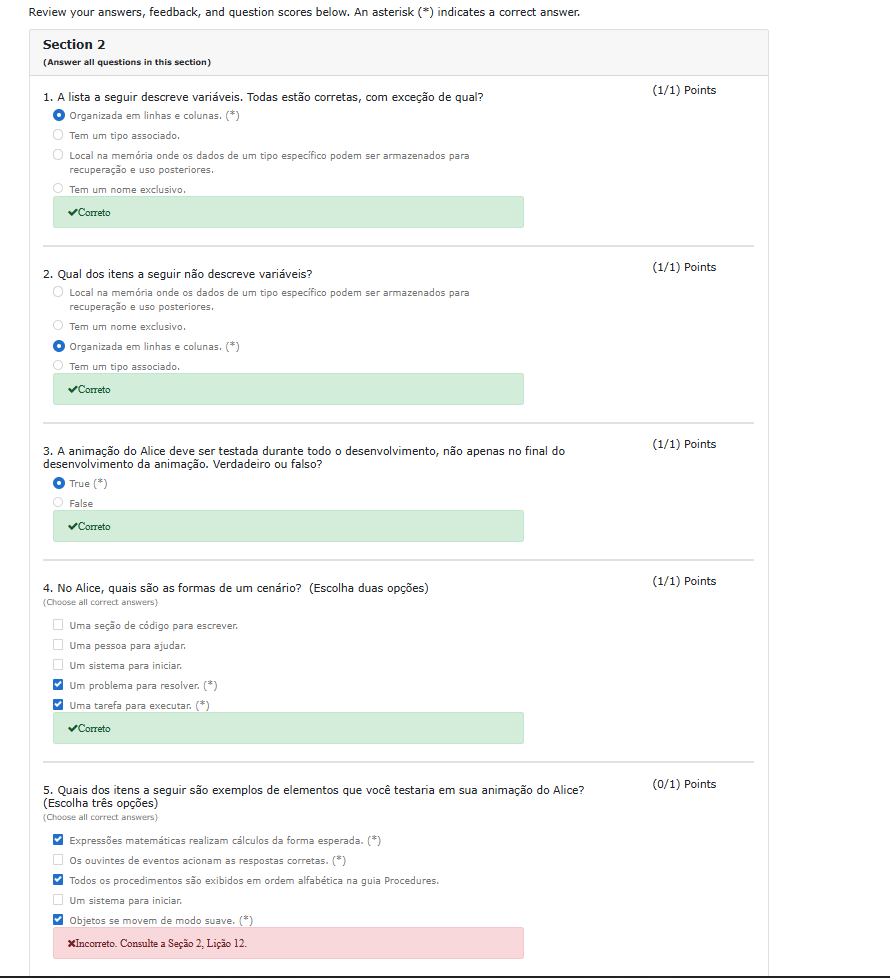 Review your answers, feedback, and question scores below. An asterisk (*) indicates a correct answer.
Section 2
(Answer all questions in this section)
1. A lista a seguir descreve variáveis. Todas estão corretas, com exceção de qual?
(1/1) Points
Organizada em linhas e colunas. (*)
Tem um tipo associado.
Local na memória onde os dados de um tipo específico podem ser armazenados para
recuperação e uso posteriores.
Tem um nome exclusivo.
✔Correto
2. Qual dos itens a seguir não descreve variáveis?
(1/1) Points
Local na memória onde os dados de um tipo específico podem ser armazenados para
recuperação e uso posteriores.
Tem um nome exclusivo.
Organizada em linhas e colunas. (*)
Tem um tipo associado.
✔Correto
3. A animação do Alice deve ser testada durante todo o desenvolvimento, não apenas no final do
desenvolvimento da animação. Verdadeiro ou falso?
(1/1) Points
True (*)
False
✔Correto
4. No Alice, quais são as formas de um cenário?  (Escolha duas opções)
(1/1) Points
(Choose all correct answers)
Uma seção de código para escrever.
Uma pessoa para ajudar.
Um sistema para iniciar.
Um problema para resolver. (*)
Uma tarefa para executar. (*)
✔Correto
5. Quais dos itens a seguir são exemplos de elementos que você testaria em sua animação do Alice?
(Escolha três opções)
(0/1) Points
(Choose all correct answers)
Expressões matemáticas realizam cálculos da forma esperada. (*)
Os ouvintes de eventos acionam as respostas corretas. (*)
Todos os procedimentos são exibidos em ordem alfabética na guia Procedures.
Um sistema para iniciar.
Objetos se movem de modo suave. (*)
✖Incorreto. Consulte a Seção 2, Lição 12.